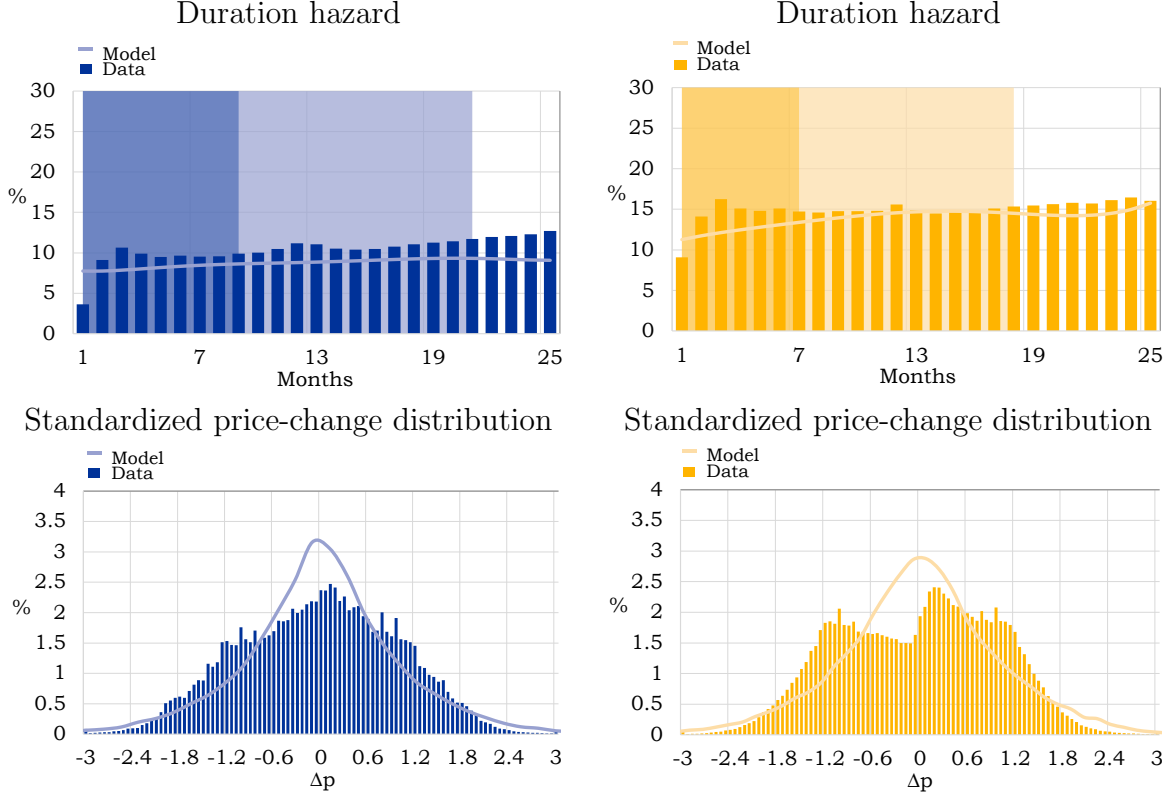 Duration hazard
Model
Data
30
25
20
%
15
10
5
0
1 7 13 19 25
Months
Duration hazard
Model
Data
30
25
20
%
15
10
5
0
1 7 13 19 25
Months
Standardized price-change distribution
Model
Data
4
3.5
3
2.5
%
2
1.5
1
0.5
0
-3 -2.4 -1.8 -1.2 -0.6 0 0.6 1.2 1.8 2.4 3
Δp
Standardized price-change distribution
Model
Data
4
3.5
3
2.5
%
2
1.5
1
0.5
0
-3 -2.4 -1.8 -1.2 -0.6 0 0.6 1.2 1.8 2.4 3
Δp